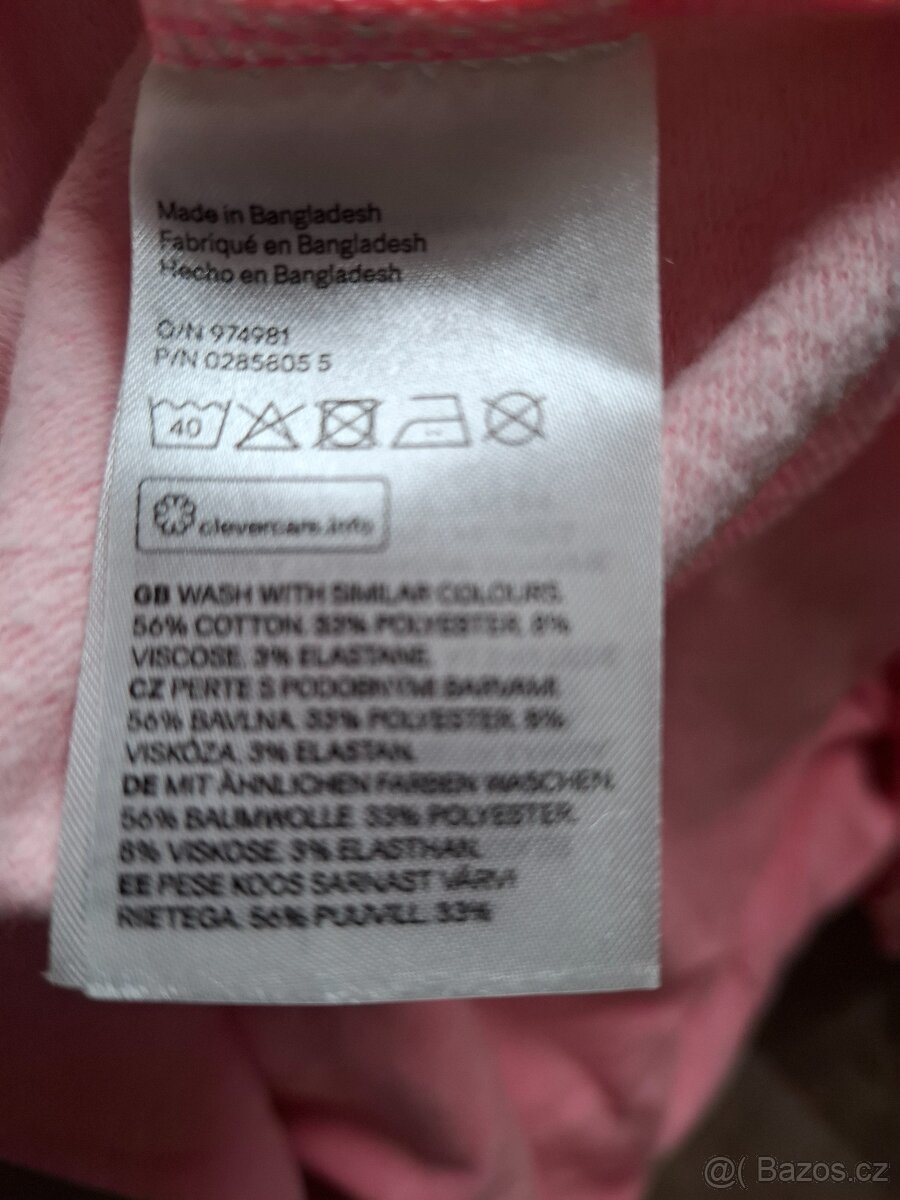 Made in Bangladesh
Fabriqué en Bangladesh
Hecho en Bangladesh
O/N 974981
P/N 0285805 5
40
clevercare.info
GB WASH WITH SIMILAR COLOURS.
56% COTTON. 33% POLYESTER. 8%
VISCOSE. 3% ELASTANE.
CZ PERTE S PODOBNÝMI BARVAMI.
56% BAVLNA. 33% POLYESTER. 8%
VISKÓZA. 3% ELASTAN.
DE MIT ÄHNLICHEN FARBEN WASCHEN.
56% BAUMWOLLE. 33% POLYESTER.
8% VISKOSE. 3% ELASTHAN.
EE PESE KOOS SARNAST VÄRVI
RIIETEGA. 56% PUUVILL. 33%
@( Bazos.cz